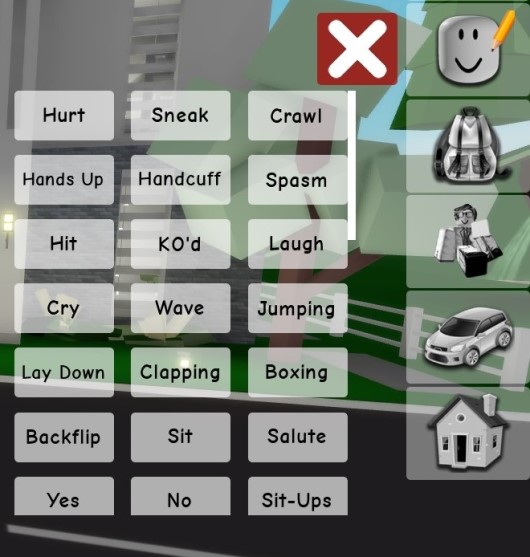 Hurt Sneak Crawl
Hands Up Handcuff Spasm
Hit KO'd Laugh
Cry Wave Jumping
Lay Down Clapping Boxing
Backflip Sit Salute
Yes No Sit-Ups